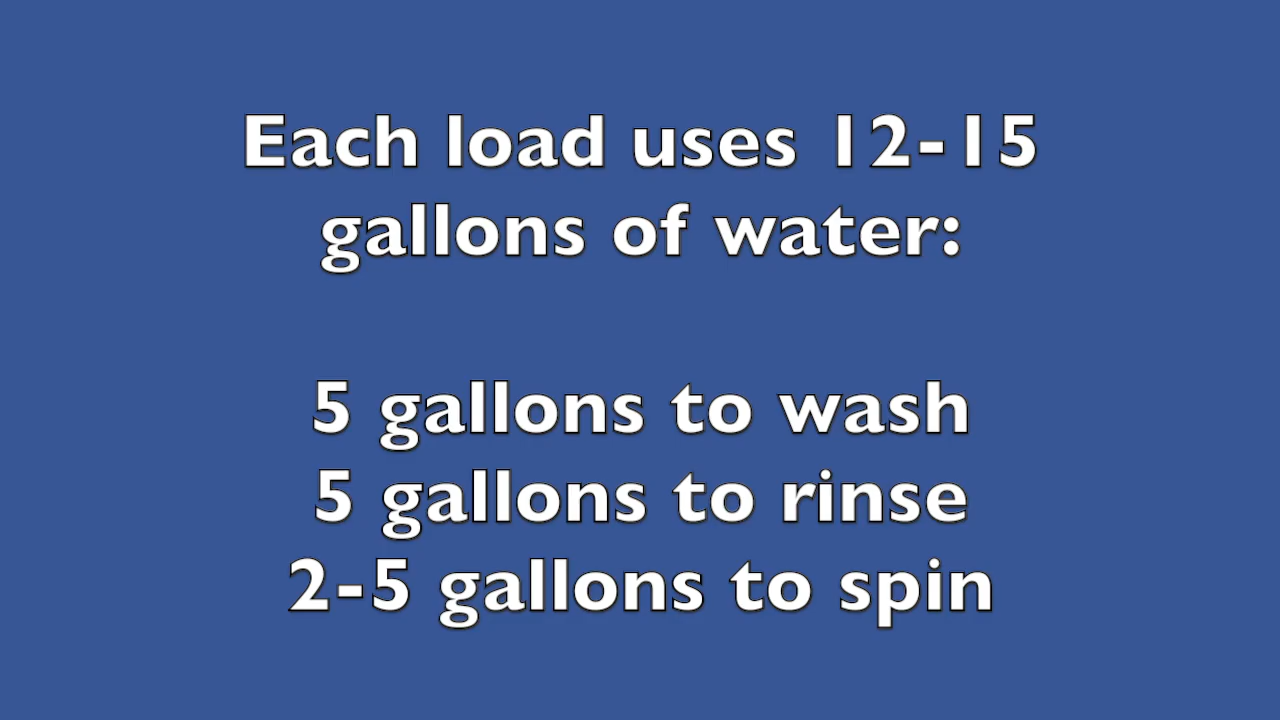 Each load uses 12-15
gallons of water:
5 gallons to wash
5 gallons to rinse
2-5 gallons to spin